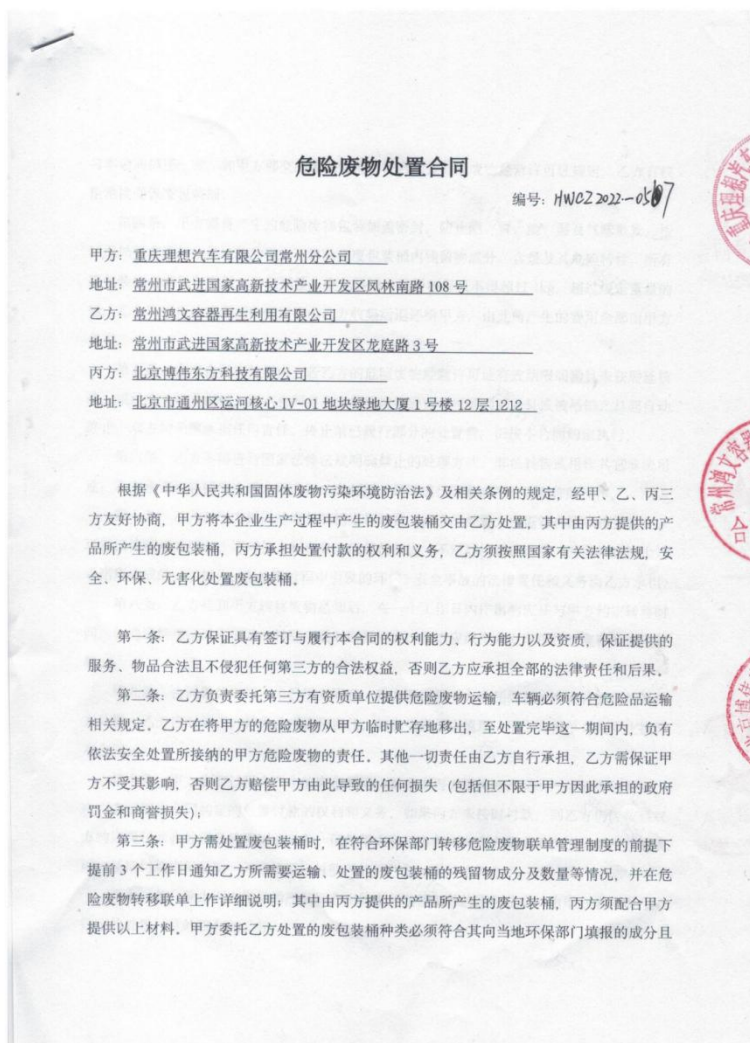 危险废物处置合同
编号：HWCZ2022-0507
甲方：重庆理想汽车有限公司常州分公司
地址：常州市武进国家高新技术产业开发区凤林南路 108 号
乙方：常州鸿文容器再生利用有限公司
地址：常州市武进国家高新技术产业开发区龙庭路 3 号
丙方：北京博伟东方科技有限公司
地址：北京市通州区运河核心 IV-01 地块绿地大厦 1 号楼 12 层 1212
根据《中华人民共和国固体废物污染环境防治法》及相关条例的规定，经甲、乙、丙三
方友好协商，甲方将本企业生产过程中产生的废包装桶交由乙方处置，其中由丙方提供的产
品所产生的废包装桶，丙方承担处置付款的权利和义务；乙方须按照国家有关法律法规，安
全、环保、无害化处置废包装桶。
第一条：乙方保证具有签订与履行本合同的权利能力、行为能力以及资质，保证提供的
服务、物品合法且不侵犯任何第三方的合法权益，否则乙方应承担全部的法律责任和后果。
第二条：乙方负责委托第三方有资质单位提供危险废物运输，车辆必须符合危险品运输
相关规定。乙方在将甲方的危险废物从甲方临时贮存地移出，至处置完毕这一期间内，负有
依法安全处置所接纳的甲方危险废物的责任。其他一切责任由乙方自行承担，乙方需保证甲
方不受其影响，否则乙方赔偿甲方由此导致的任何损失（包括但不限于甲方因此承担的政府
罚金和商誉损失）；
第三条：甲方需处置废包装桶时，在符合环保部门转移危险废物联单管理制度的前提下
提前 3 个工作日通知乙方所需要运输、处置的废包装桶的残留物成分及数量等情况，并在危
险废物转移联单上作详细说明；其中由丙方提供的产品所产生的废包装桶，丙方须配合甲方
提供以上材料。甲方委托乙方处置的废包装桶种类必须符合其向当地环保部门填报的成分且
重庆理想汽车
常州鸿文容器
合
北京博伟